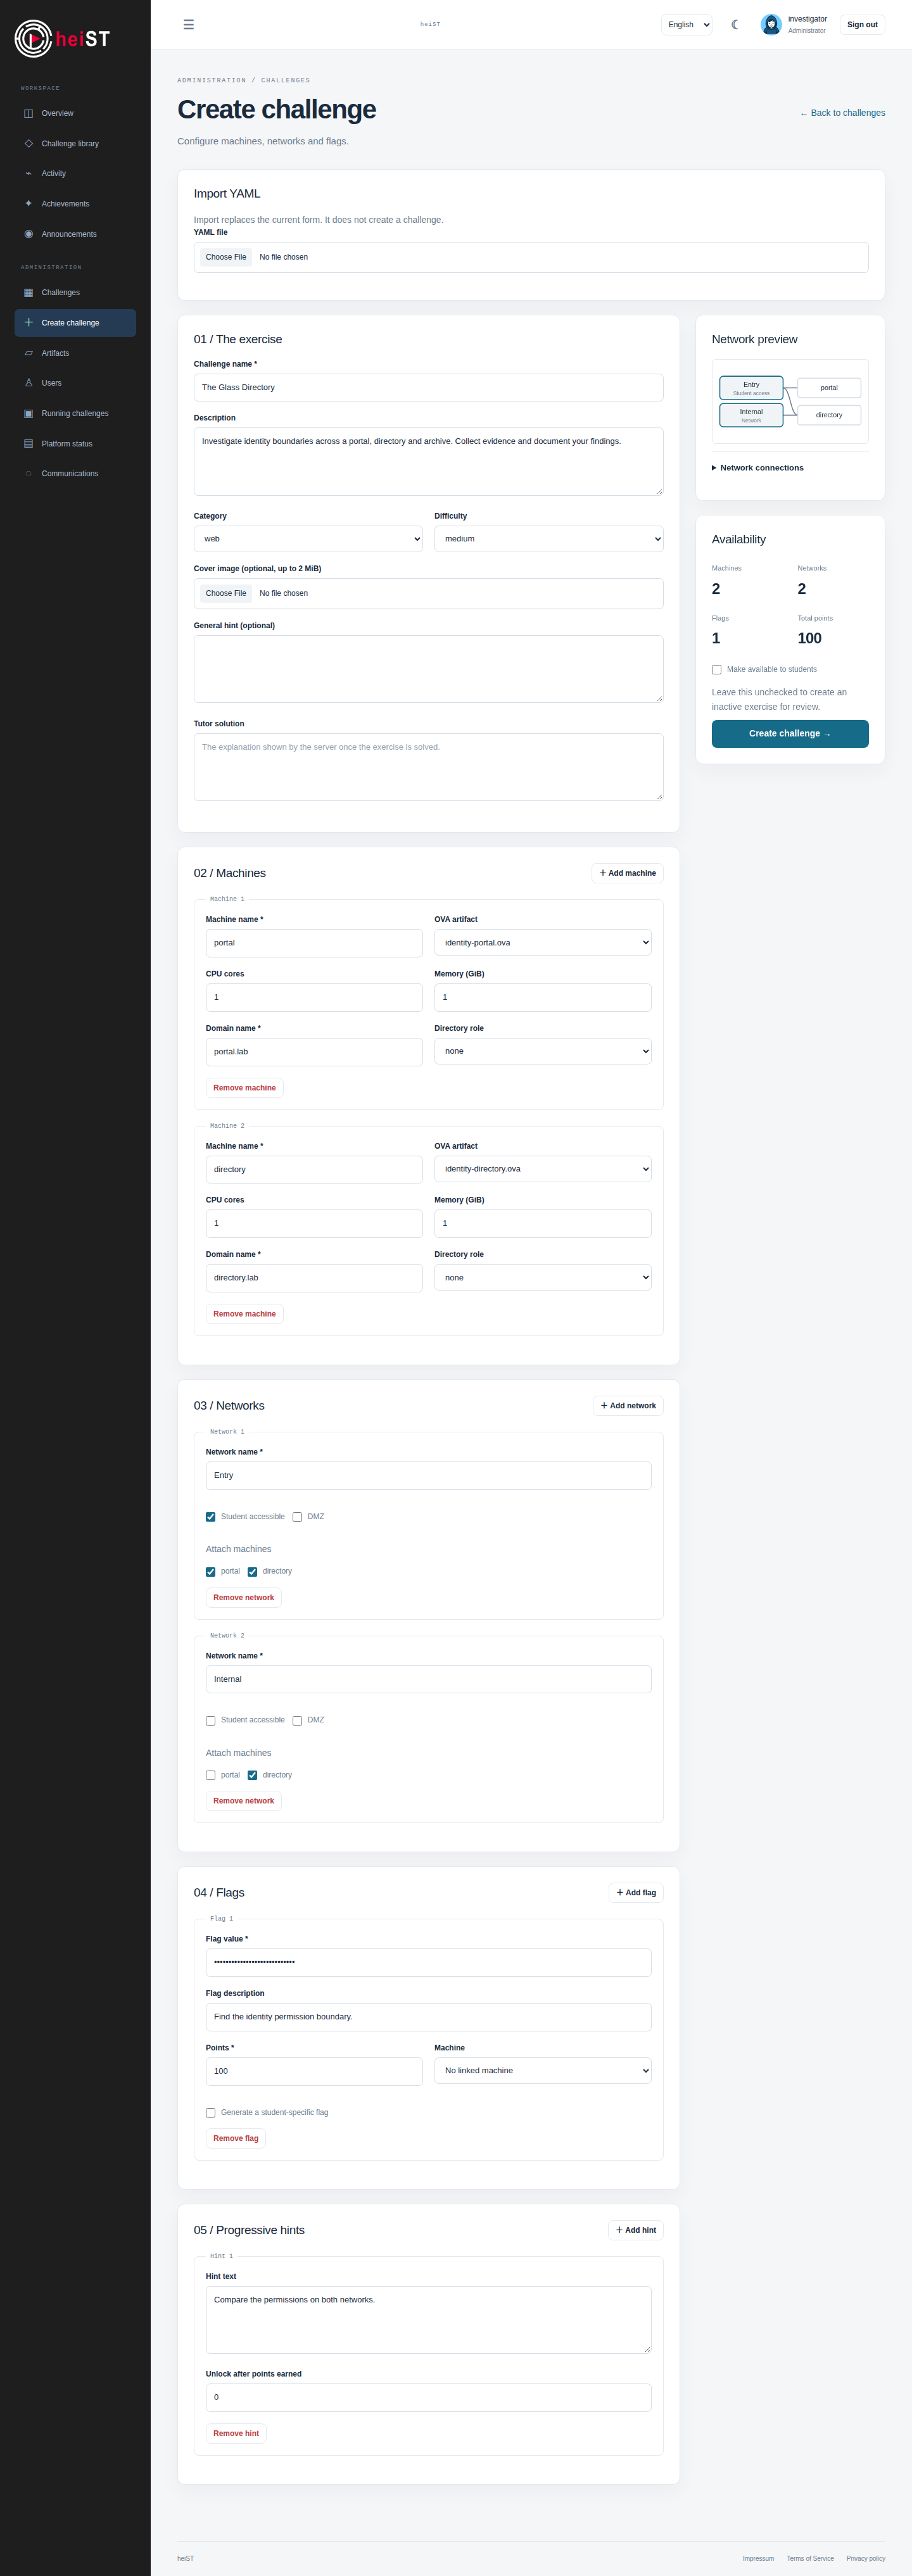 heiST
WORKSPACE
Overview
Challenge library
Activity
Achievements
Announcements
ADMINISTRATION
Challenges
Create challenge
Artifacts
Users
Running challenges
Platform status
Communications
heiST
English
investigator
Administrator
Sign out
ADMINISTRATION / CHALLENGES
Create challenge
← Back to challenges
Configure machines, networks and flags.
Import YAML
Import replaces the current form. It does not create a challenge.
YAML file
Choose File No file chosen
01 / The exercise
Challenge name *
The Glass Directory
Description
Investigate identity boundaries across a portal, directory and archive. Collect evidence and document your findings.
Category Difficulty
web medium
Cover image (optional, up to 2 MiB)
Choose File No file chosen
General hint (optional)
Tutor solution
The explanation shown by the server once the exercise is solved.
Network preview
Entry
Student access
portal
Internal
Network
directory
Network connections
Availability
Machines Networks
2 2
Flags Total points
1 100
Make available to students
Leave this unchecked to create an
inactive exercise for review.
Create challenge →
02 / Machines
+ Add machine
Machine 1
Machine name * OVA artifact
portal identity-portal.ova
CPU cores Memory (GiB)
1 1
Domain name * Directory role
portal.lab none
Remove machine
Machine 2
Machine name * OVA artifact
directory identity-directory.ova
CPU cores Memory (GiB)
1 1
Domain name * Directory role
directory.lab none
Remove machine
03 / Networks
+ Add network
Network 1
Network name *
Entry
Student accessible DMZ
Attach machines
portal directory
Remove network
Network 2
Network name *
Internal
Student accessible DMZ
Attach machines
portal directory
Remove network
04 / Flags
+ Add flag
Flag 1
Flag value *
••••••••••••••••••••••••••••
Flag description
Find the identity permission boundary.
Points * Machine
100 No linked machine
Generate a student-specific flag
Remove flag
05 / Progressive hints
+ Add hint
Hint 1
Hint text
Compare the permissions on both networks.
Unlock after points earned
0
Remove hint
heiST
Impressum Terms of Service Privacy policy